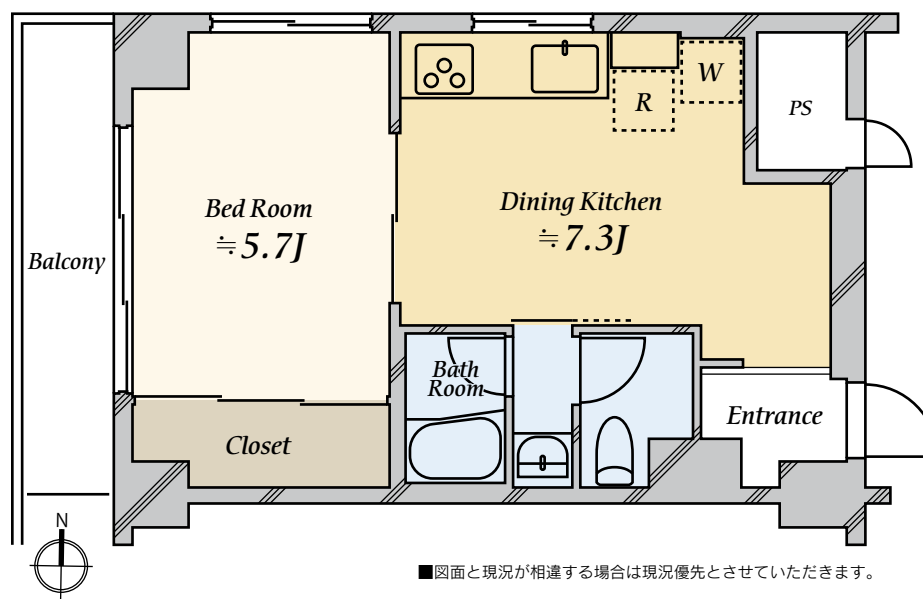 W
R
PS
Bed Room
≒5.7J
Dining Kitchen
≒7.3J
Balcony
Bath
Room
Closet
Entrance
N
■図面と現況が相違する場合は現況優先とさせていただきます。